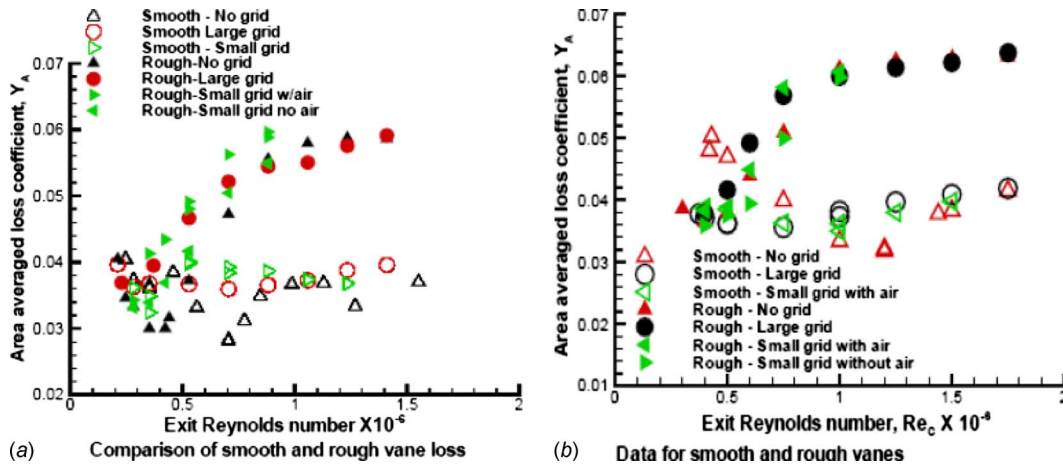 Smooth - No grid
Smooth Large grid
Smooth - Small grid
Rough-No grid
Rough-Large grid
Rough-Small grid w/air
Rough-Small grid no air
0.07
0.06
0.05
0.04
0.03
0.02
Area averaged loss coefficient, Y_A
0 0.5 1 1.5 2
Exit Reynolds number X10⁻⁶
(a) Comparison of smooth and rough vane loss
0.07
0.06
0.05
0.04
0.03
0.02
0.01
Area averaged loss coefficient, Y_A
Smooth - No grid
Smooth - Large grid
Smooth - Small grid with air
Rough - No grid
Rough - Large grid
Rough - Small grid with air
Rough - Small grid without air
0 0.5 1 1.5 2
Exit Reynolds number, Re_c X 10⁻⁶
(b) Data for smooth and rough vanes